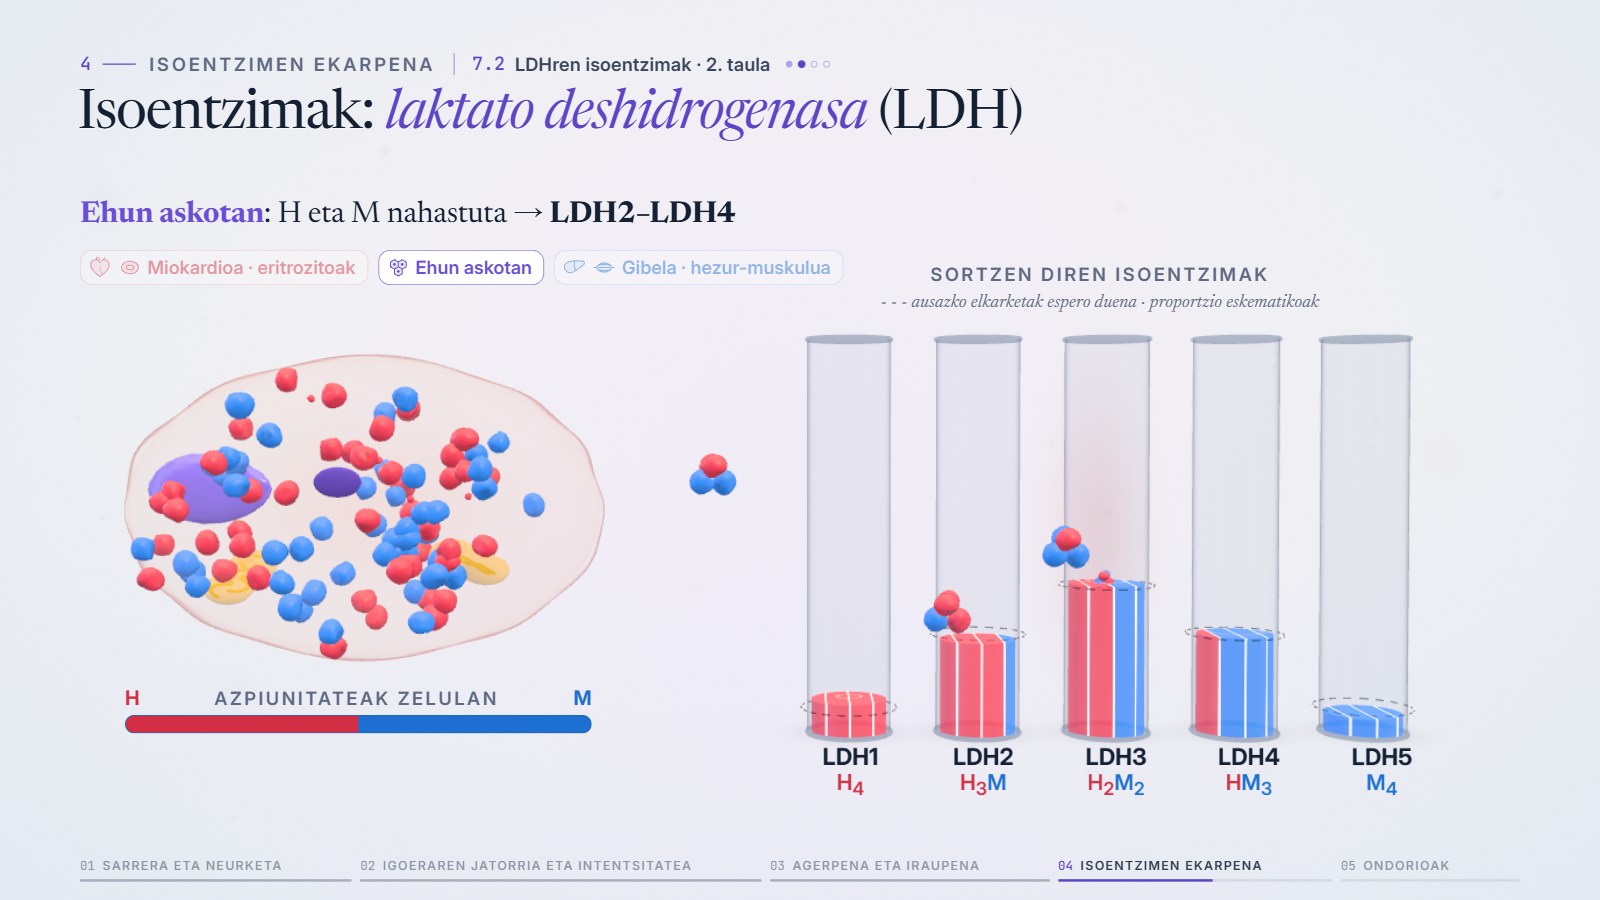 4 — ISOENTZIMEN EKARPENA | 7.2 LDHren isoentzimak · 2. taula
Isoentzimak: laktato deshidrogenasa (LDH)
Ehun askotan: H eta M nahastuta → LDH2–LDH4
Miokardioa · eritrozitoak
Ehun askotan
Gibela · hezur-muskulua
SORTZEN DIREN ISOENTZIMAK
- - - ausazko elkarketak espero duena · proportzio eskematikoak
H AZPIUNITATEAK ZELULAN M
LDH1 LDH2 LDH3 LDH4 LDH5
H4 H3M H2M2 HM3 M4
01 SARRERA ETA NEURKETA 02 IGOERAREN JATORRIA ETA INTENTSITATEA 03 AGERPENA ETA IRAUPENA 04 ISOENTZIMEN EKARPENA 05 ONDORIOAK